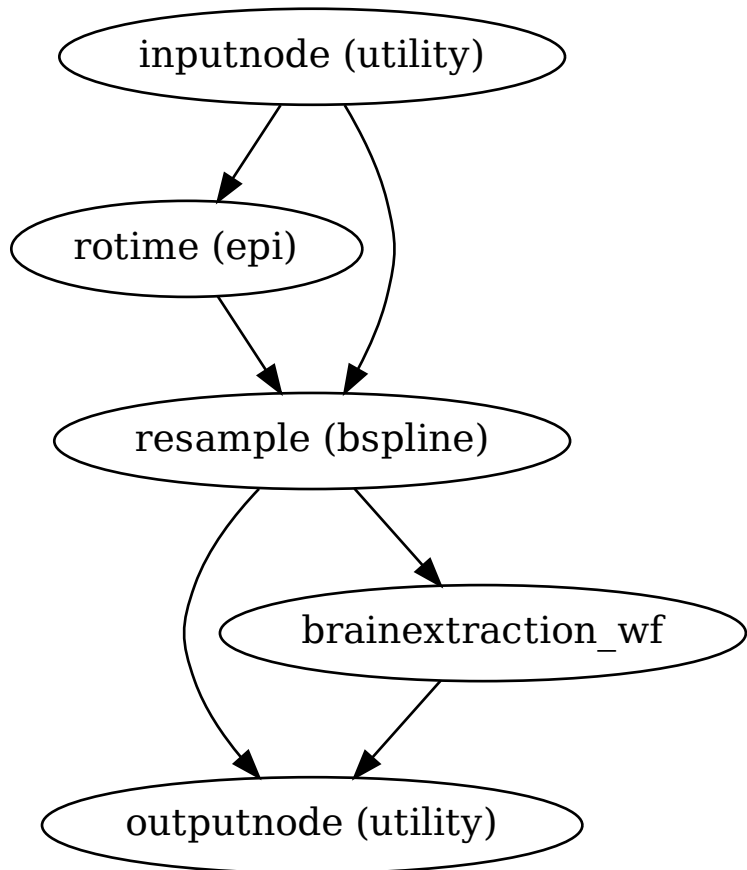 inputnode (utility)
rotime (epi)
resample (bspline)
brainextraction_wf
outputnode (utility)